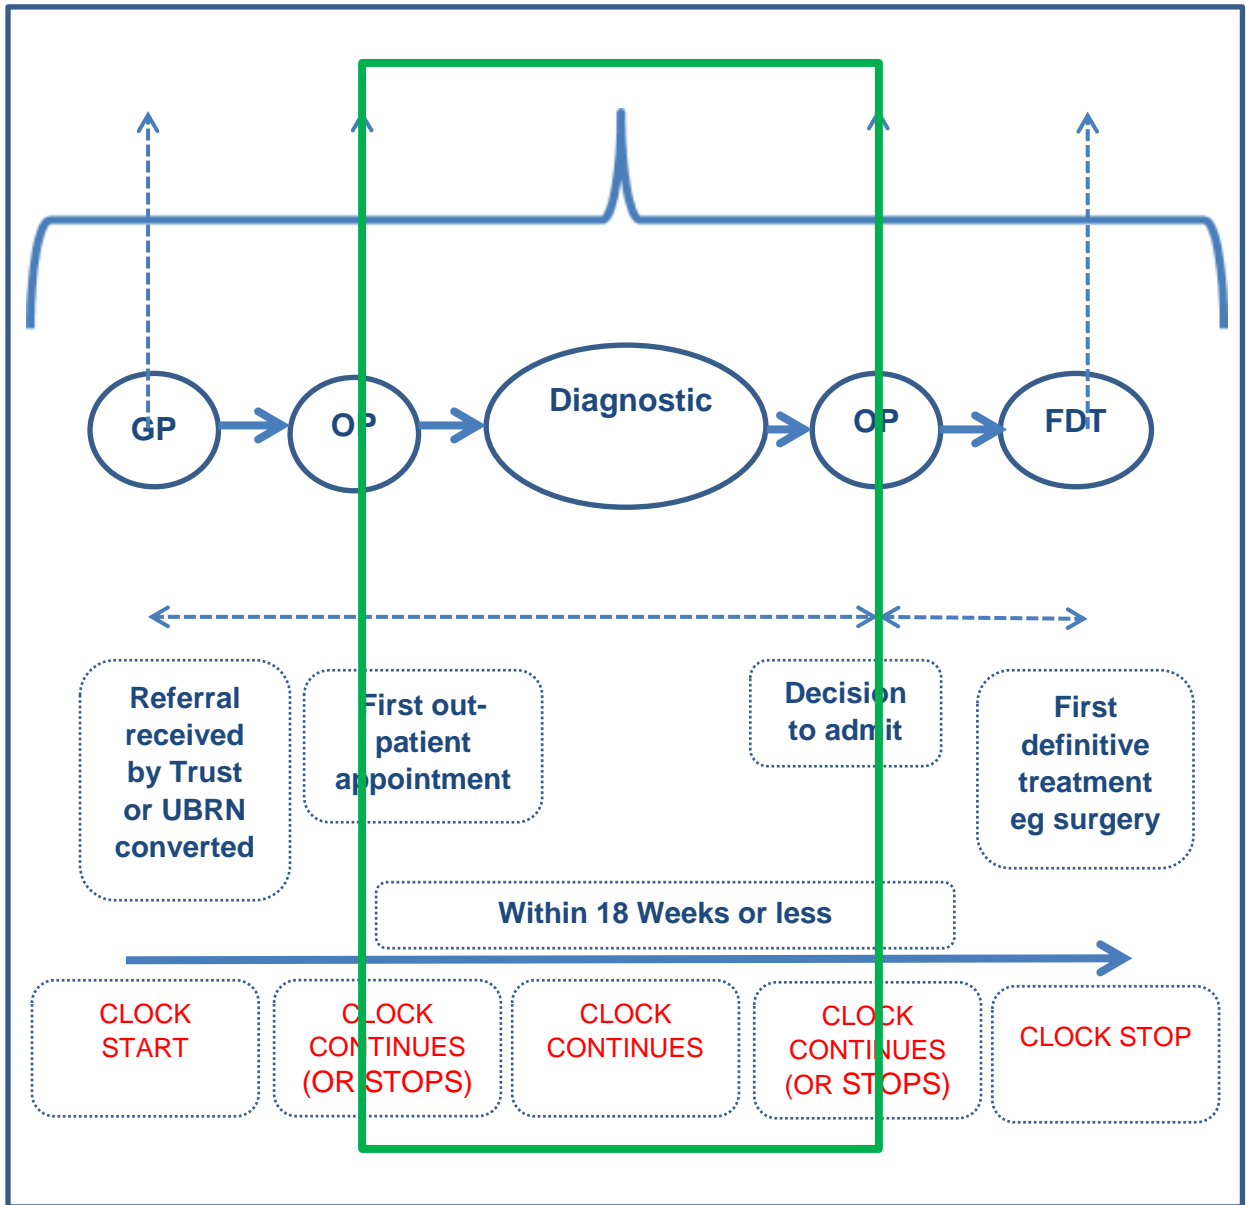 GP
OP
Diagnostic
OP
FDT
Referral
received
by Trust
or UBRN
converted
First out-
patient
appointment
Decision
to admit
First
definitive
treatment
eg surgery
Within 18 Weeks or less
CLOCK
START
CLOCK
CONTINUES
(OR STOPS)
CLOCK
CONTINUES
CLOCK
CONTINUES
(OR STOPS)
CLOCK STOP